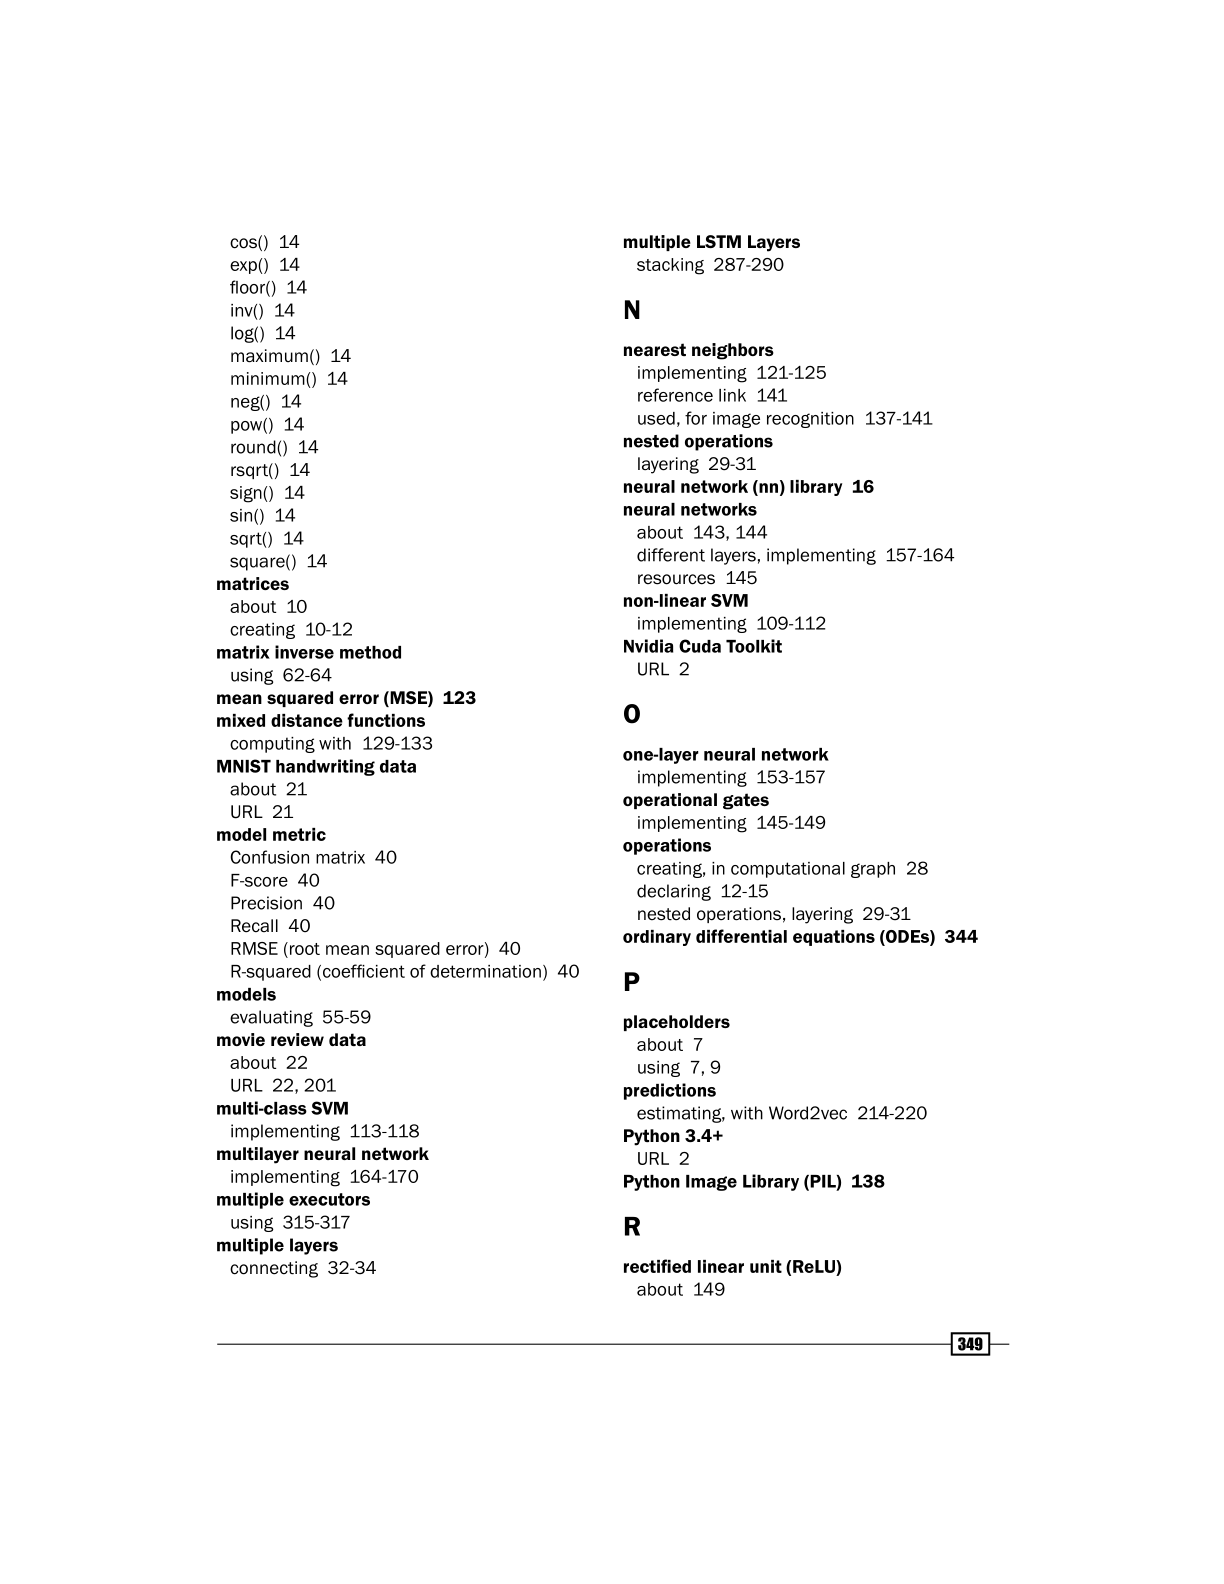 cos() 14
exp() 14
floor() 14
inv() 14
log() 14
maximum() 14
minimum() 14
neg() 14
pow() 14
round() 14
rsqrt() 14
sign() 14
sin() 14
sqrt() 14
square() 14
matrices
about 10
creating 10-12
matrix inverse method
using 62-64
mean squared error (MSE) 123
mixed distance functions
computing with 129-133
MNIST handwriting data
about 21
URL 21
model metric
Confusion matrix 40
F-score 40
Precision 40
Recall 40
RMSE (root mean squared error) 40
R-squared (coefficient of determination) 40
models
evaluating 55-59
movie review data
about 22
URL 22, 201
multi-class SVM
implementing 113-118
multilayer neural network
implementing 164-170
multiple executors
using 315-317
multiple layers
connecting 32-34
multiple LSTM Layers
stacking 287-290
N
nearest neighbors
implementing 121-125
reference link 141
used, for image recognition 137-141
nested operations
layering 29-31
neural network (nn) library 16
neural networks
about 143, 144
different layers, implementing 157-164
resources 145
non-linear SVM
implementing 109-112
Nvidia Cuda Toolkit
URL 2
O
one-layer neural network
implementing 153-157
operational gates
implementing 145-149
operations
creating, in computational graph 28
declaring 12-15
nested operations, layering 29-31
ordinary differential equations (ODEs) 344
P
placeholders
about 7
using 7, 9
predictions
estimating, with Word2vec 214-220
Python 3.4+
URL 2
Python Image Library (PIL) 138
R
rectified linear unit (ReLU)
about 149
349